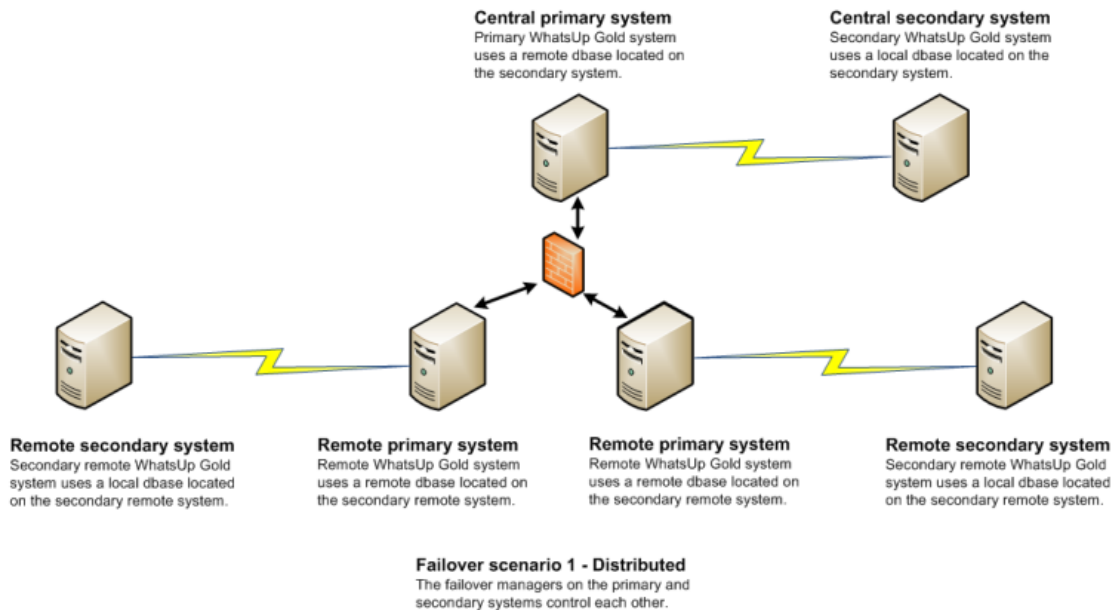 Central primary system
Primary WhatsUp Gold system
uses a remote dbase located on
the secondary system.
Central secondary system
Secondary WhatsUp Gold system
uses a local dbase located on the
secondary system.
Remote secondary system
Secondary remote WhatsUp Gold
system uses a local dbase located
on the secondary remote system.
Remote primary system
Remote WhatsUp Gold system
uses a remote dbase located on
the secondary remote system.
Remote primary system
Remote WhatsUp Gold system
uses a remote dbase located on
the secondary remote system.
Remote secondary system
Secondary remote WhatsUp Gold
system uses a local dbase located
on the secondary remote system.
Failover scenario 1 - Distributed
The failover managers on the primary and
secondary systems control each other.